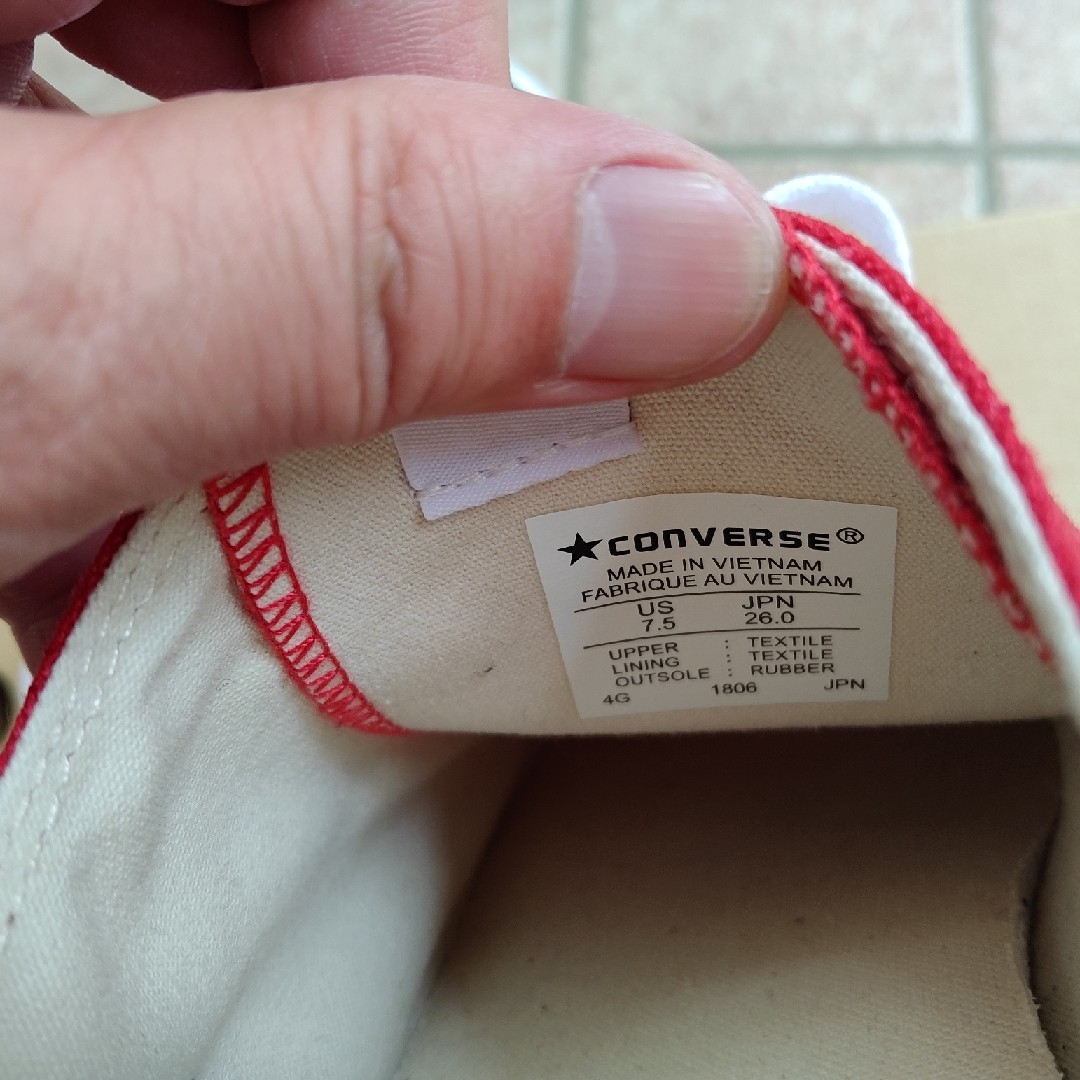 ★CONVERSE®
MADE IN VIETNAM
FABRIQUE AU VIETNAM
US JPN
7.5 26.0
UPPER : TEXTILE
LINING : TEXTILE
OUTSOLE : RUBBER
4G 1806 JPN